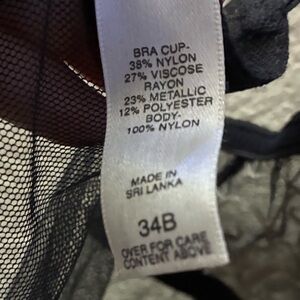 BRA CUP-
38% NYLON
27% VISCOSE
RAYON
23% METALLIC
12% POLYESTER
BODY-
100% NYLON
MADE IN
SRI LANKA
34B
OVER FOR CARE
CONTENT ABOVE